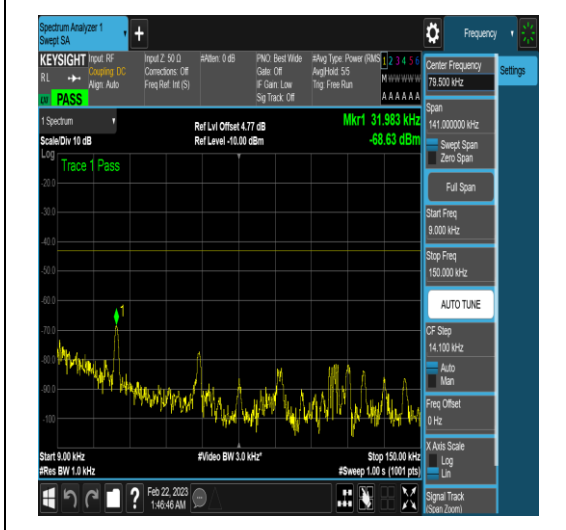 Spectrum Analyzer 1
Swept SA
+
Frequency
KEYSIGHT
RL
PASS
Input: RF
Coupling: DC
Align: Auto
Input Z: 50 Ω
Corrections: Off
Freq Ref: Int (S)
#Atten: 0 dB
PNO: Best Wide
Gate: Off
IF Gain: Low
Sig Track: Off
#Avg Type: Power (RMS
Avg|Hold: 5/5
Trig: Free Run
1 2 3 4 5 6
M w w w w w
A A A A A A
1 Spectrum
Scale/Div 10 dB
Ref Lvl Offset 4.77 dB
Ref Level -10.00 dBm
Mkr1 31.983 kHz
-68.63 dBm
Log
Trace 1 Pass
-20.0
-30.0
-40.0
-50.0
-60.0
-70.0
-80.0
-90.0
-100
1
Start 9.00 kHz
#Res BW 1.0 kHz
#Video BW 3.0 kHz*
Stop 150.00 kHz
#Sweep 1.00 s (1001 pts)
Feb 22, 2023
1:46:46 AM
Center Frequency
79.500 kHz
Settings
Span
141.000000 kHz
Swept Span
Zero Span
Full Span
Start Freq
9.000 kHz
Stop Freq
150.000 kHz
AUTO TUNE
CF Step
14.100 kHz
Auto
Man
Freq Offset
0 Hz
X Axis Scale
Log
Lin
Signal Track
(Span Zoom)